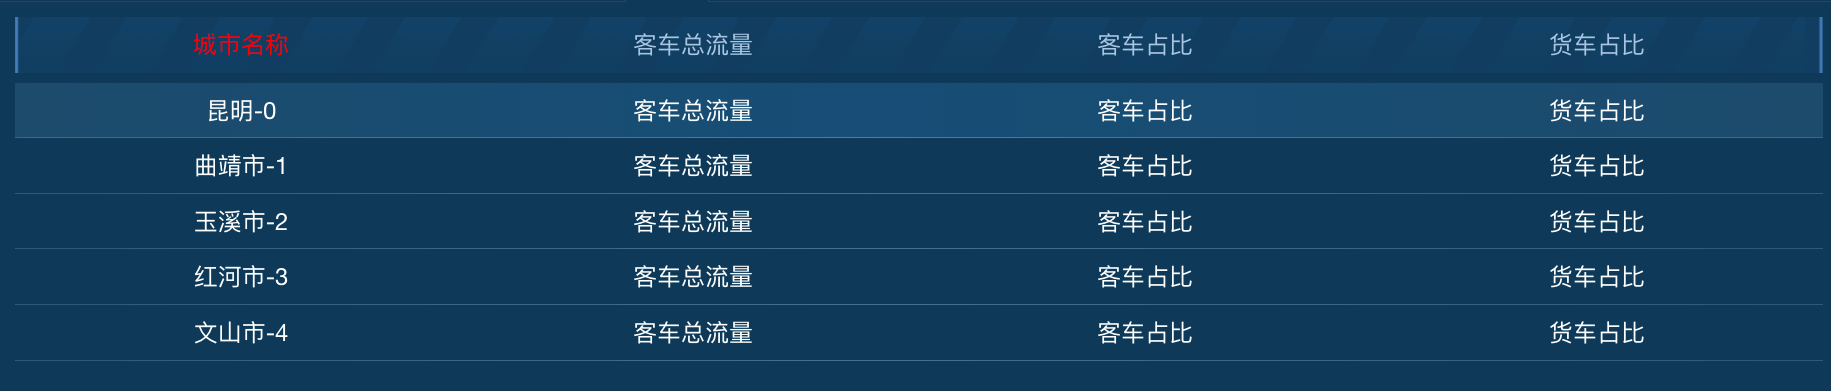 城市名称 客车总流量 客车占比 货车占比
昆明-0 客车总流量 客车占比 货车占比
曲靖市-1 客车总流量 客车占比 货车占比
玉溪市-2 客车总流量 客车占比 货车占比
红河市-3 客车总流量 客车占比 货车占比
文山市-4 客车总流量 客车占比 货车占比